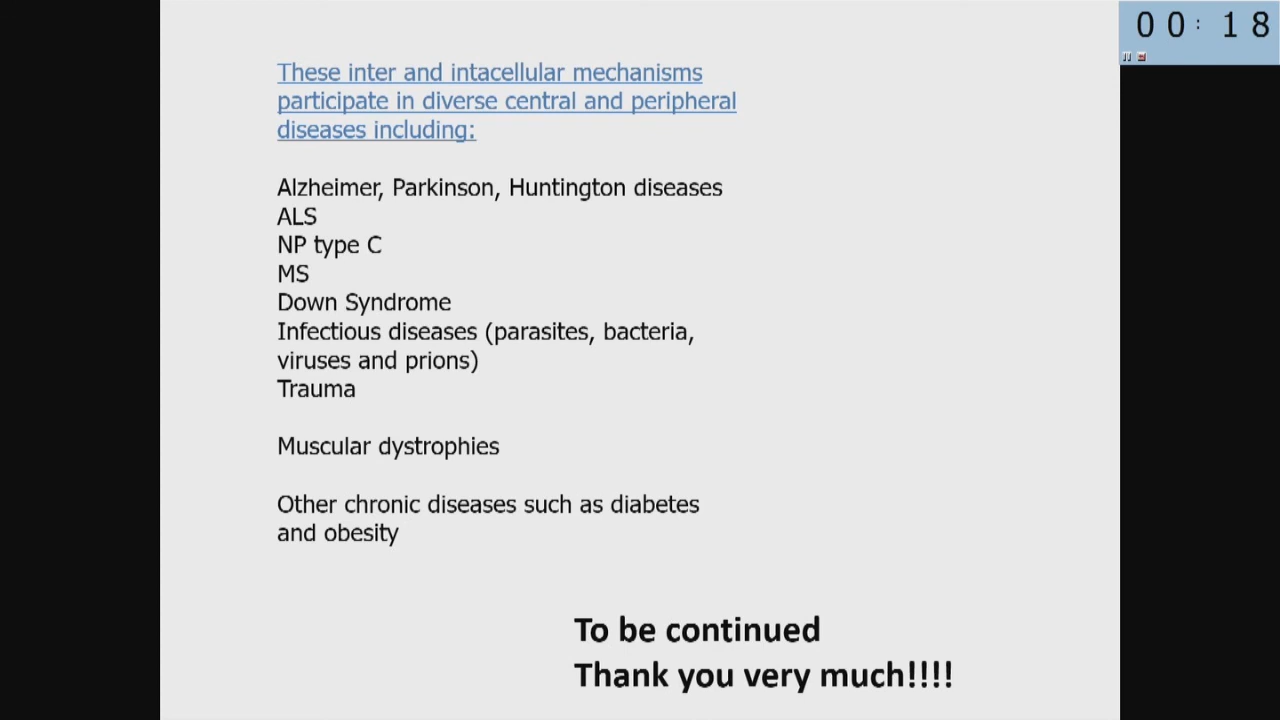 00:18
These inter and intacellular mechanisms
participate in diverse central and peripheral
diseases including:
Alzheimer, Parkinson, Huntington diseases
ALS
NP type C
MS
Down Syndrome
Infectious diseases (parasites, bacteria,
viruses and prions)
Trauma
Muscular dystrophies
Other chronic diseases such as diabetes
and obesity
To be continued
Thank you very much!!!!